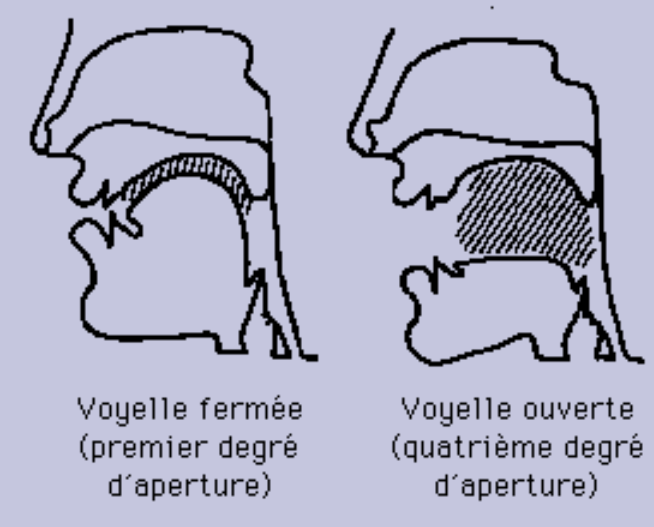 Voyelle fermée
(premier degré
d'aperture)
Voyelle ouverte
(quatrième degré
d'aperture)